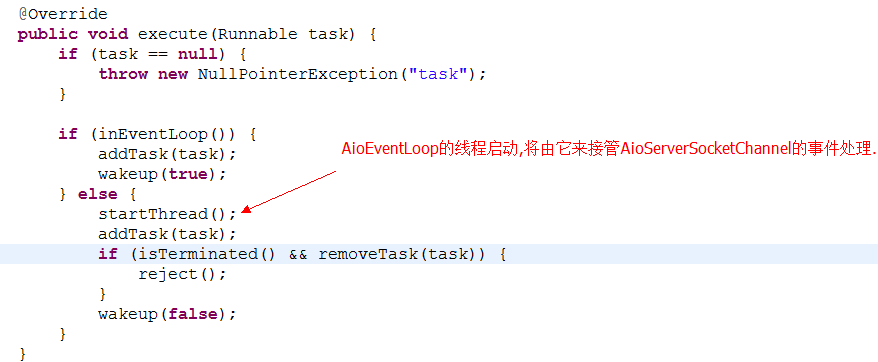 @Override
public void execute(Runnable task) {
if (task == null) {
throw new NullPointerException("task");
}
if (inEventLoop()) {
addTask(task);
wakeup(true);
AioEventLoop的线程启动,将由它来接管AioServerSocketChannel的事件处理.
} else {
startThread();
addTask(task);
if (isTerminated() && removeTask(task)) {
reject();
}
wakeup(false);
}
}